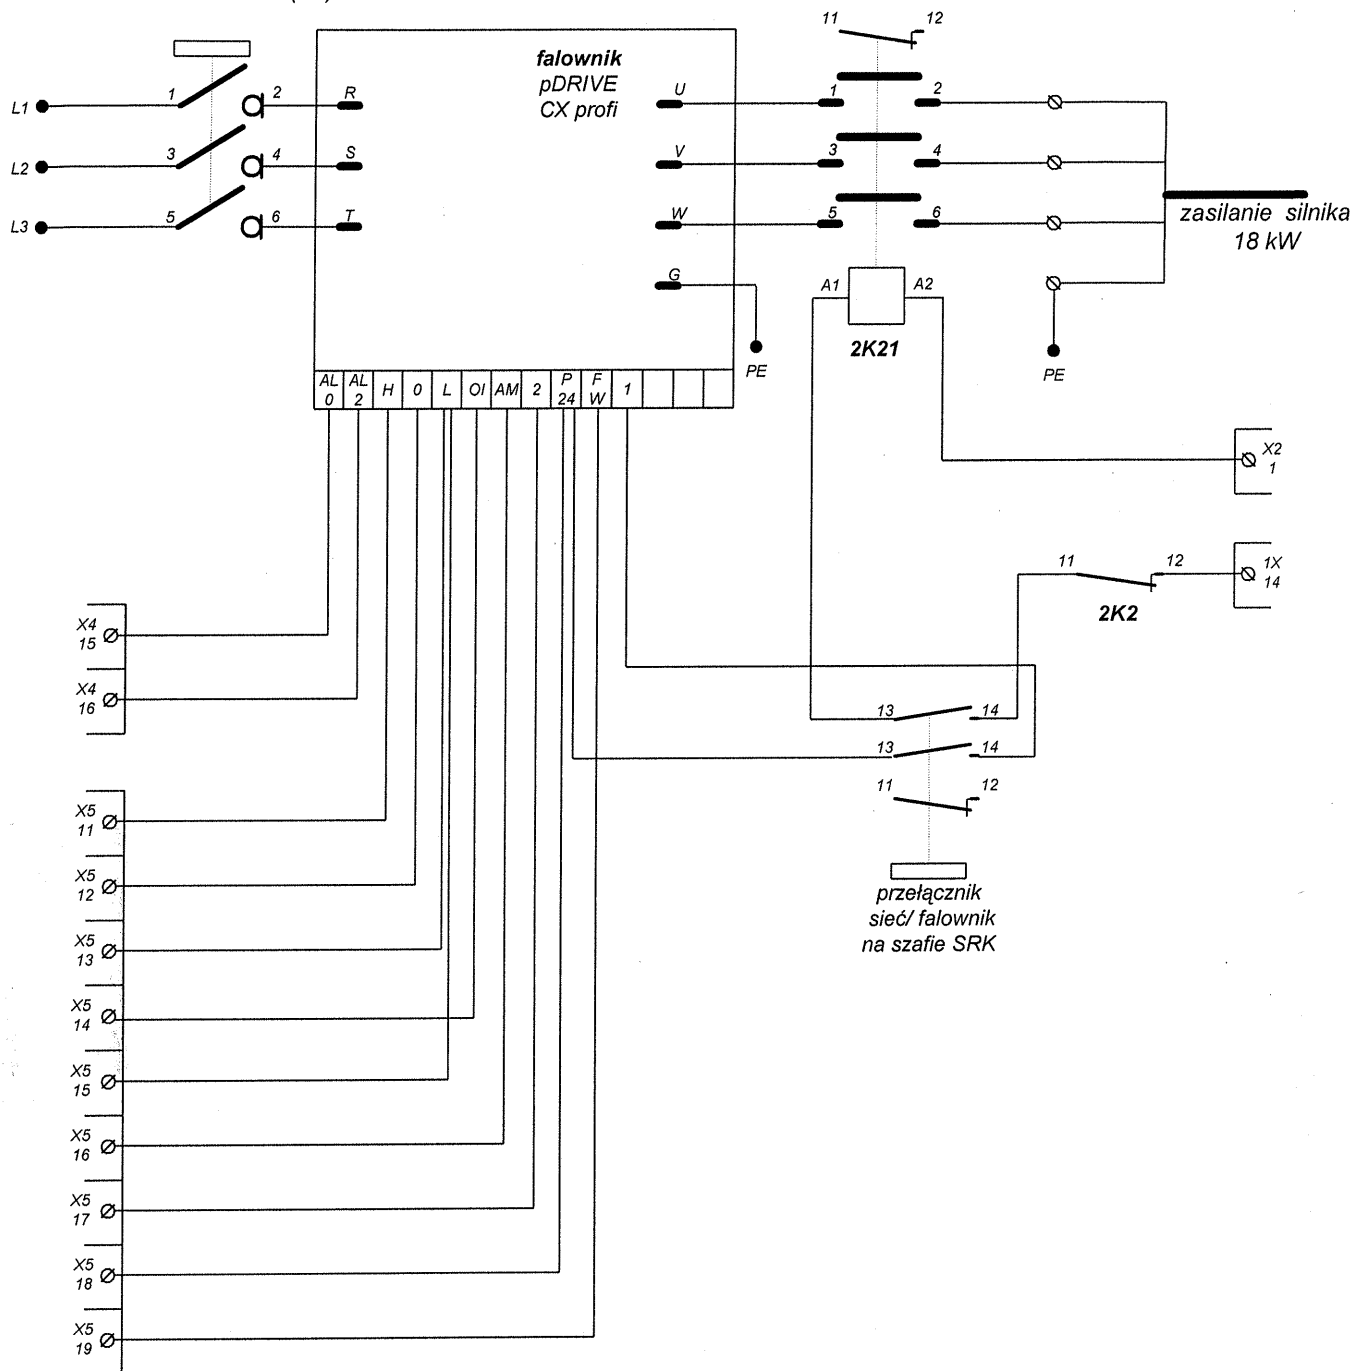 11 12
falownik
pDRIVE
CX profi
L1 1 2 R U 1 2
L2 3 4 S V 3 4
L3 5 6 T W 5 6
zasilanie silnika
18 kW
G
A1 A2
2K21
PE
PE
AL 0
AL 2
H
0
L
OI
AM
2
P 24
F W
1
X2
1
11 12
1X
14
2K2
X4
15
X4
16
13 14
13 14
11 12
przełącznik
sieć/ falownik
na szafie SRK
X5
11
X5
12
X5
13
X5
14
X5
15
X5
16
X5
17
X5
18
X5
19